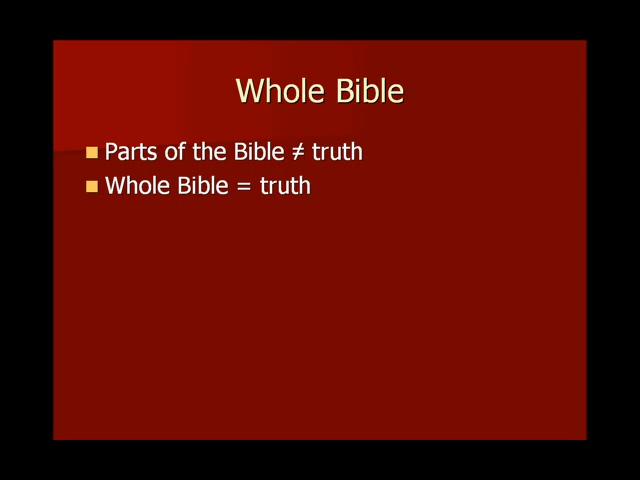 Whole Bible
Parts of the Bible ≠ truth
Whole Bible = truth